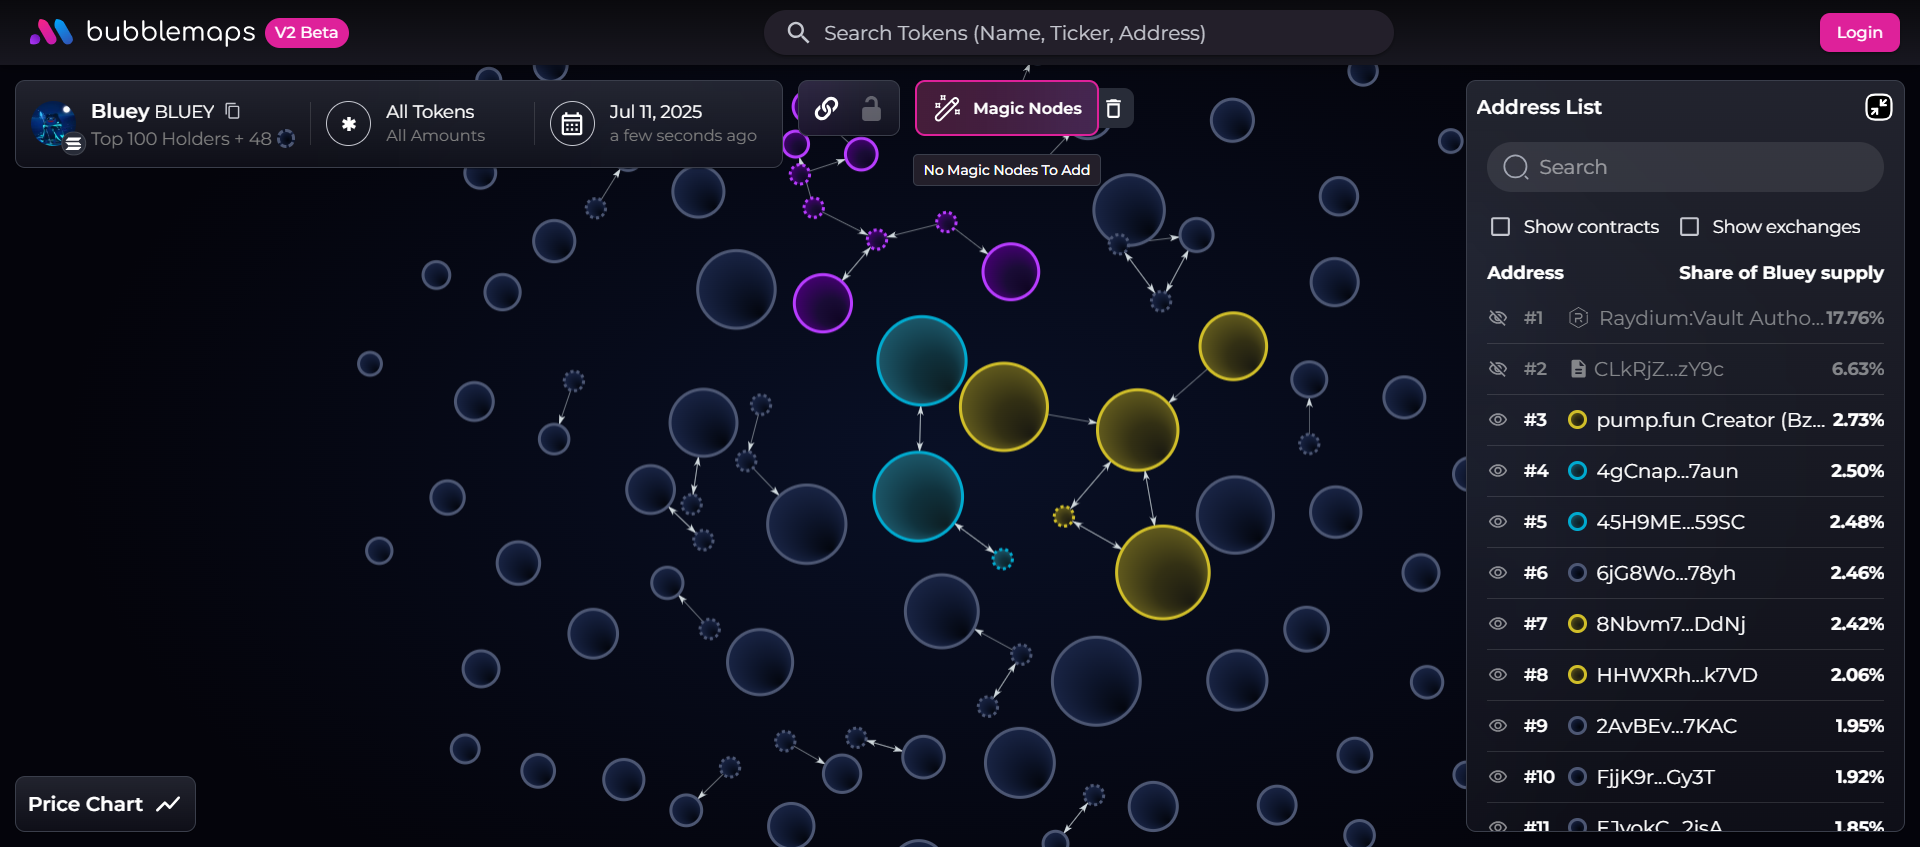 bubblemaps V2 Beta
Search Tokens (Name, Ticker, Address)
Login
Bluey BLUEY
Top 100 Holders + 48
All Tokens
All Amounts
Jul 11, 2025
a few seconds ago
Magic Nodes
No Magic Nodes To Add
Address List
Search
Show contracts Show exchanges
Address Share of Bluey supply
#1 Raydium:Vault Autho... 17.76%
#2 CLkRjZ...zY9c 6.63%
#3 pump.fun Creator (Bz... 2.73%
#4 4gCnap...7aun 2.50%
#5 45H9ME...59SC 2.48%
#6 6jG8Wo...78yh 2.46%
#7 8Nbvm7...DdNj 2.42%
#8 HHWXRh...k7VD 2.06%
#9 2AvBEv...7KAC 1.95%
#10 FjjK9r...Gy3T 1.92%
#11 1.85%
Price Chart